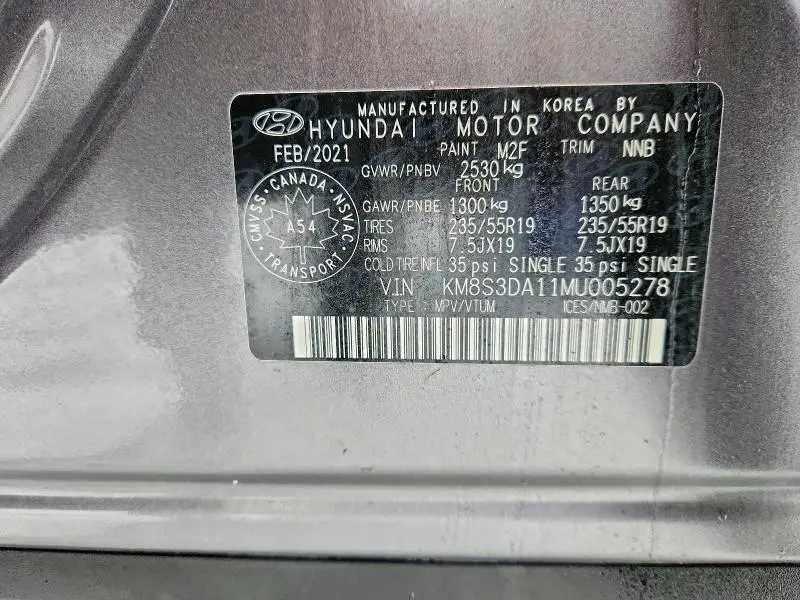 MANUFACTURED IN KOREA BY
HYUNDAI MOTOR COMPANY
FEB/2021 PAINT M2F TRIM NNB
GVWR/PNBV 2530 kg
FRONT REAR
GAWR/PNBE 1300 kg 1350 kg
TIRES 235/55R19 235/55R19
RIMS 7.5JX19 7.5JX19
COLD TIRE INFL 35 psi SINGLE 35 psi SINGLE
VIN KM8S3DA11MU005278
TYPE : MPV/VTUM ICES/NMB-002
CANADA
CMVSS · NSVAC
A54
TRANSPORT